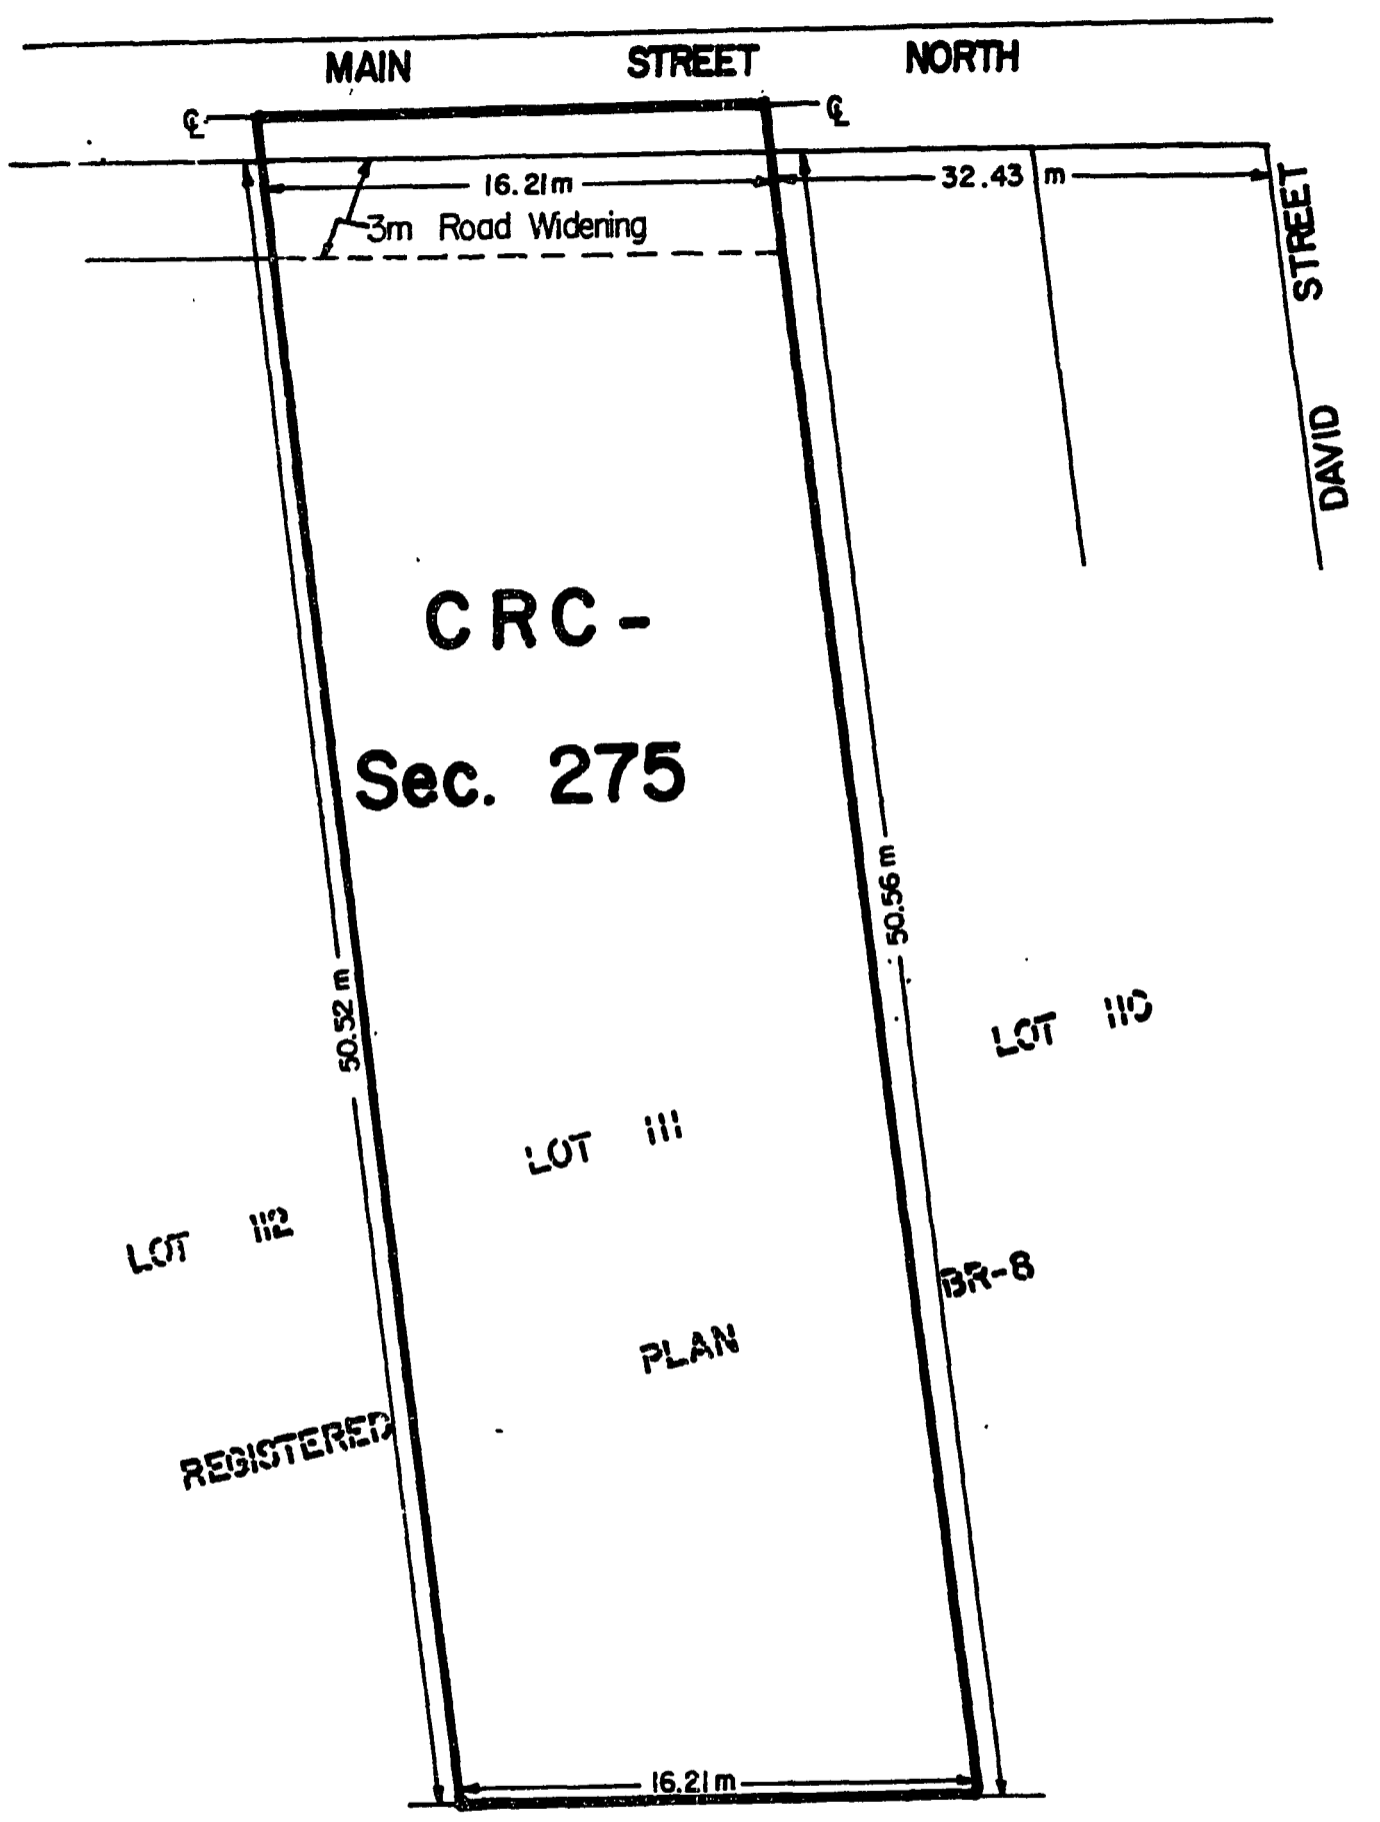 MAIN STREET NORTH
℄ ℄
16.21m 32.43 m
3m Road Widening
STREET
DAVID
CRC-
Sec. 275
50.56 m
50.52 m
LOT 110
LOT 111
LOT 112
BR-8
PLAN
REGISTERED
16.21m